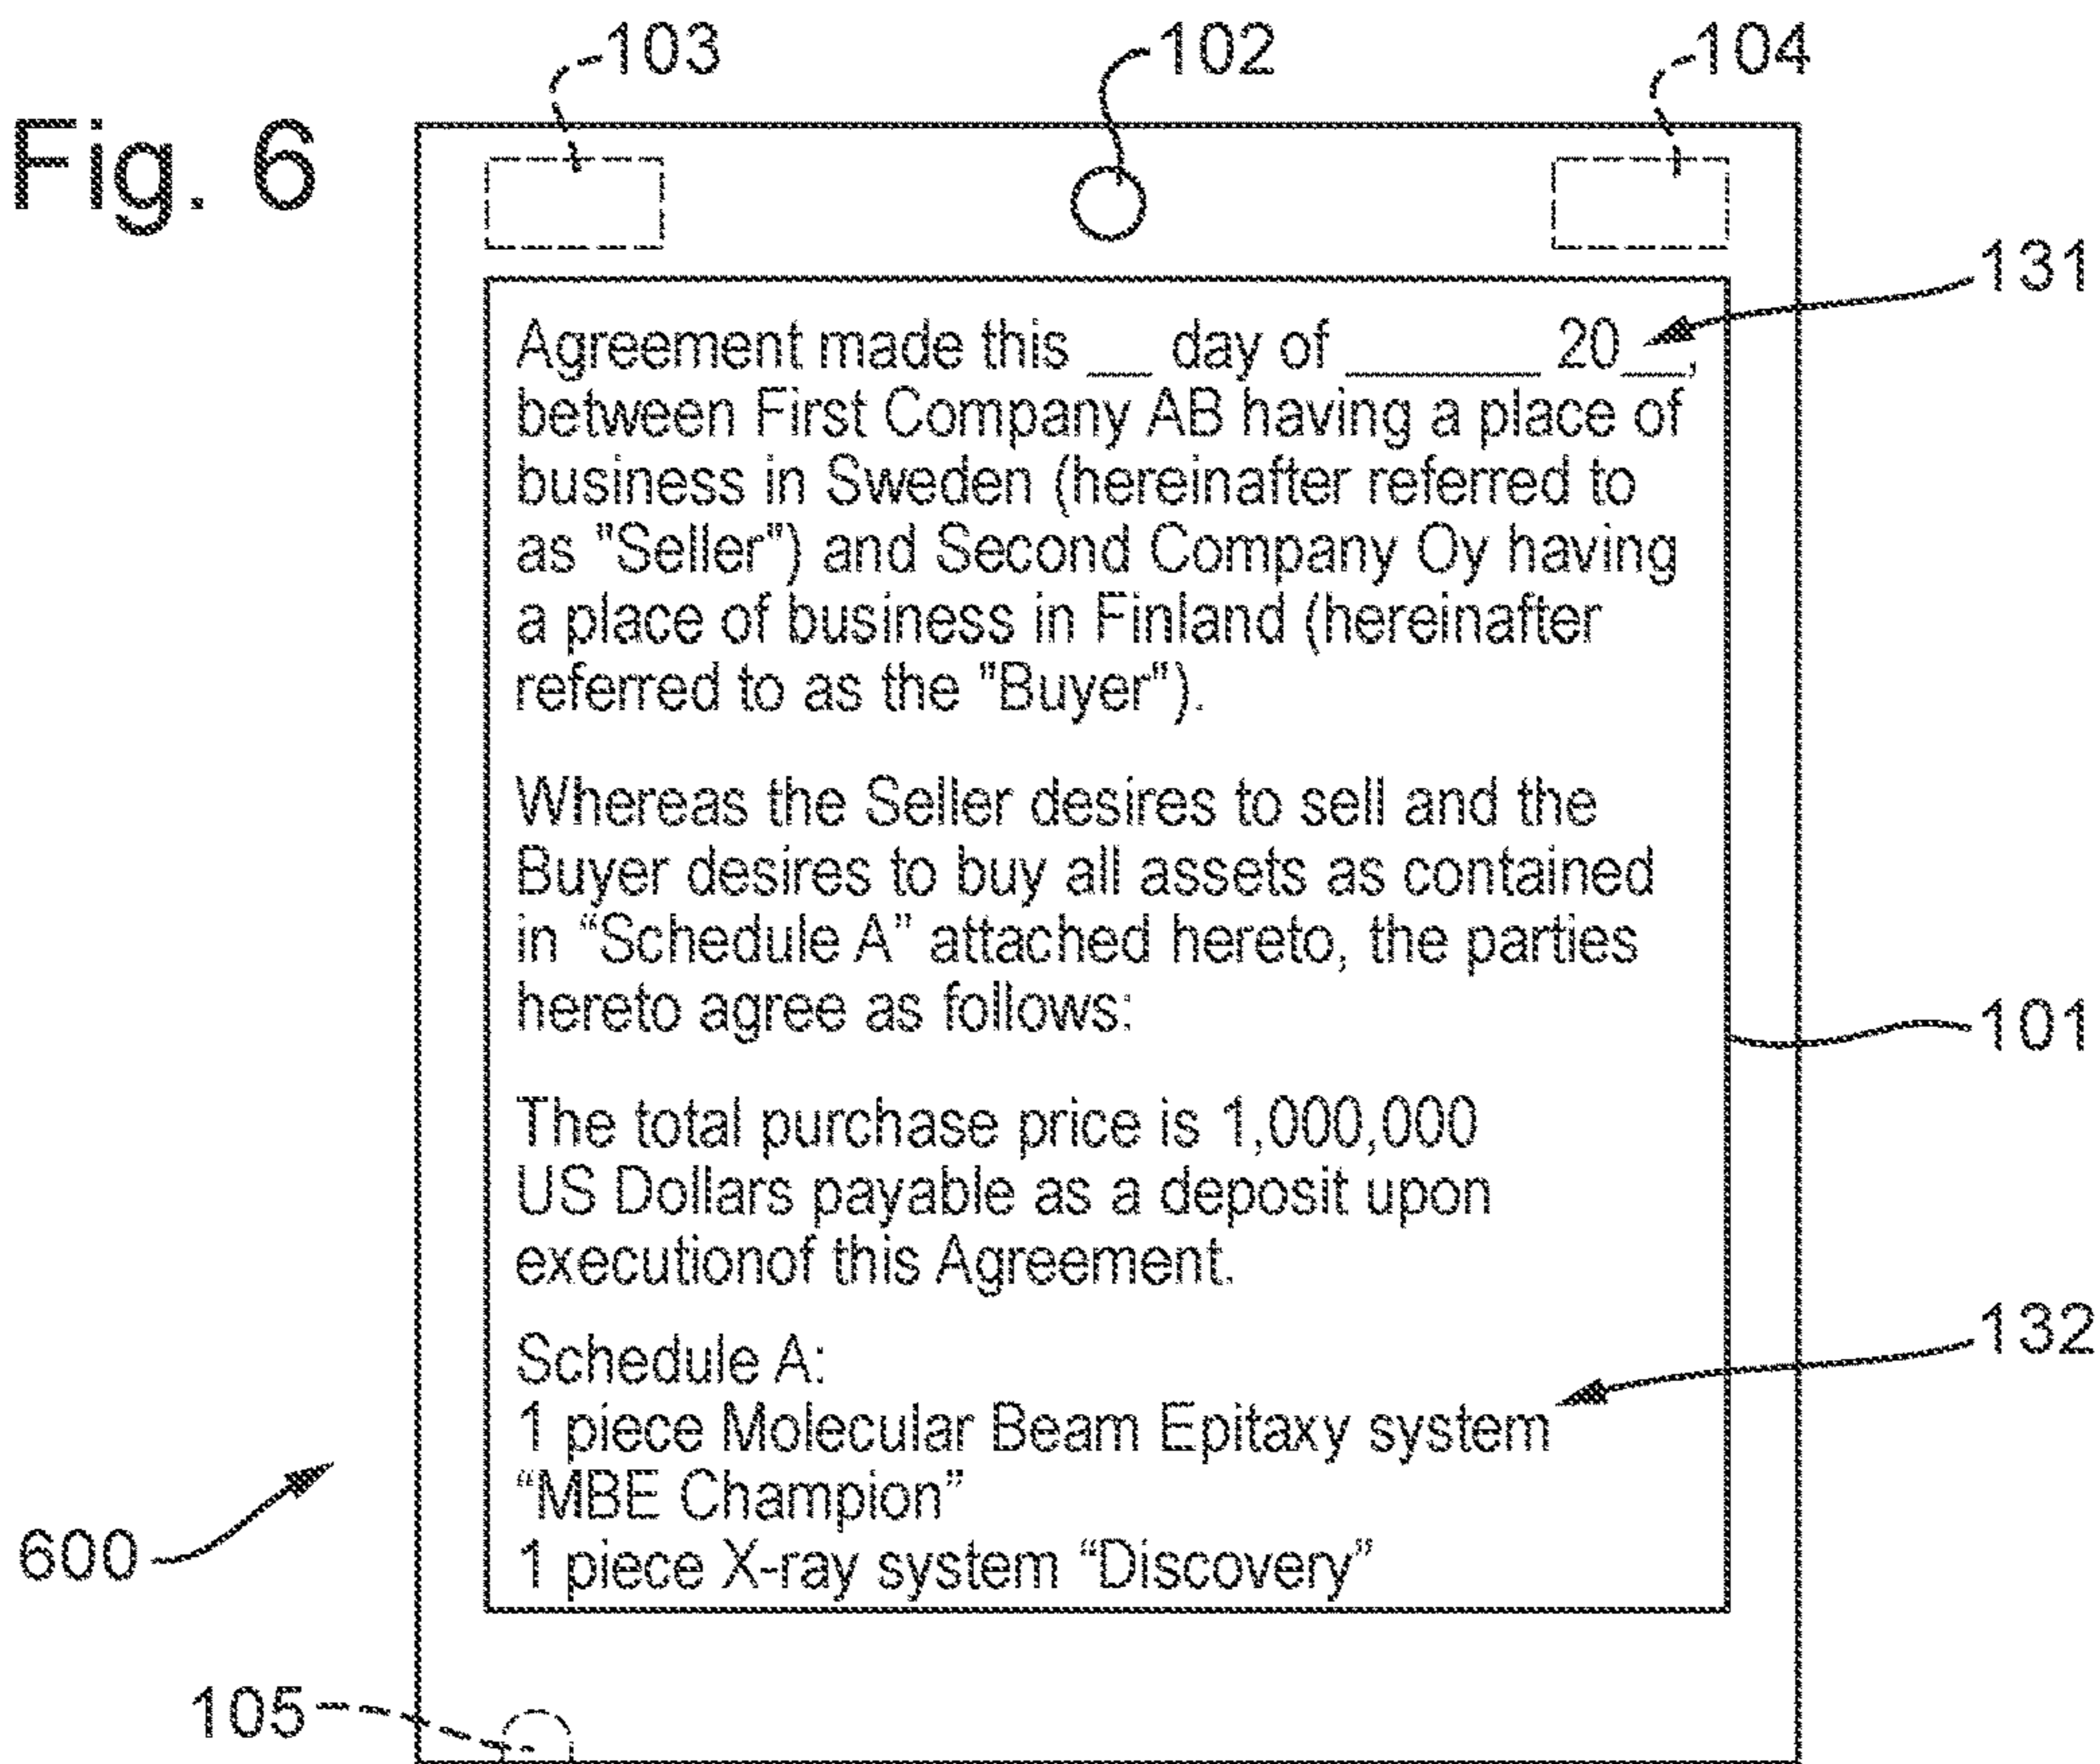 103
102
104
Fig. 6
131
Agreement made this __ day of ______ 20__,
between First Company AB having a place of
business in Sweden (hereinafter referred to
as "Seller") and Second Company Oy having
a place of business in Finland (hereinafter
referred to as the "Buyer").
Whereas the Seller desires to sell and the
Buyer desires to buy all assets as contained
in “Schedule A” attached hereto, the parties
hereto agree as follows:
101
The total purchase price is 1,000,000
US Dollars payable as a deposit upon
executionof this Agreement.
132
Schedule A:
1 piece Molecular Beam Epitaxy system
“MBE Champion”
600
1 piece X-ray system “Discovery”
105